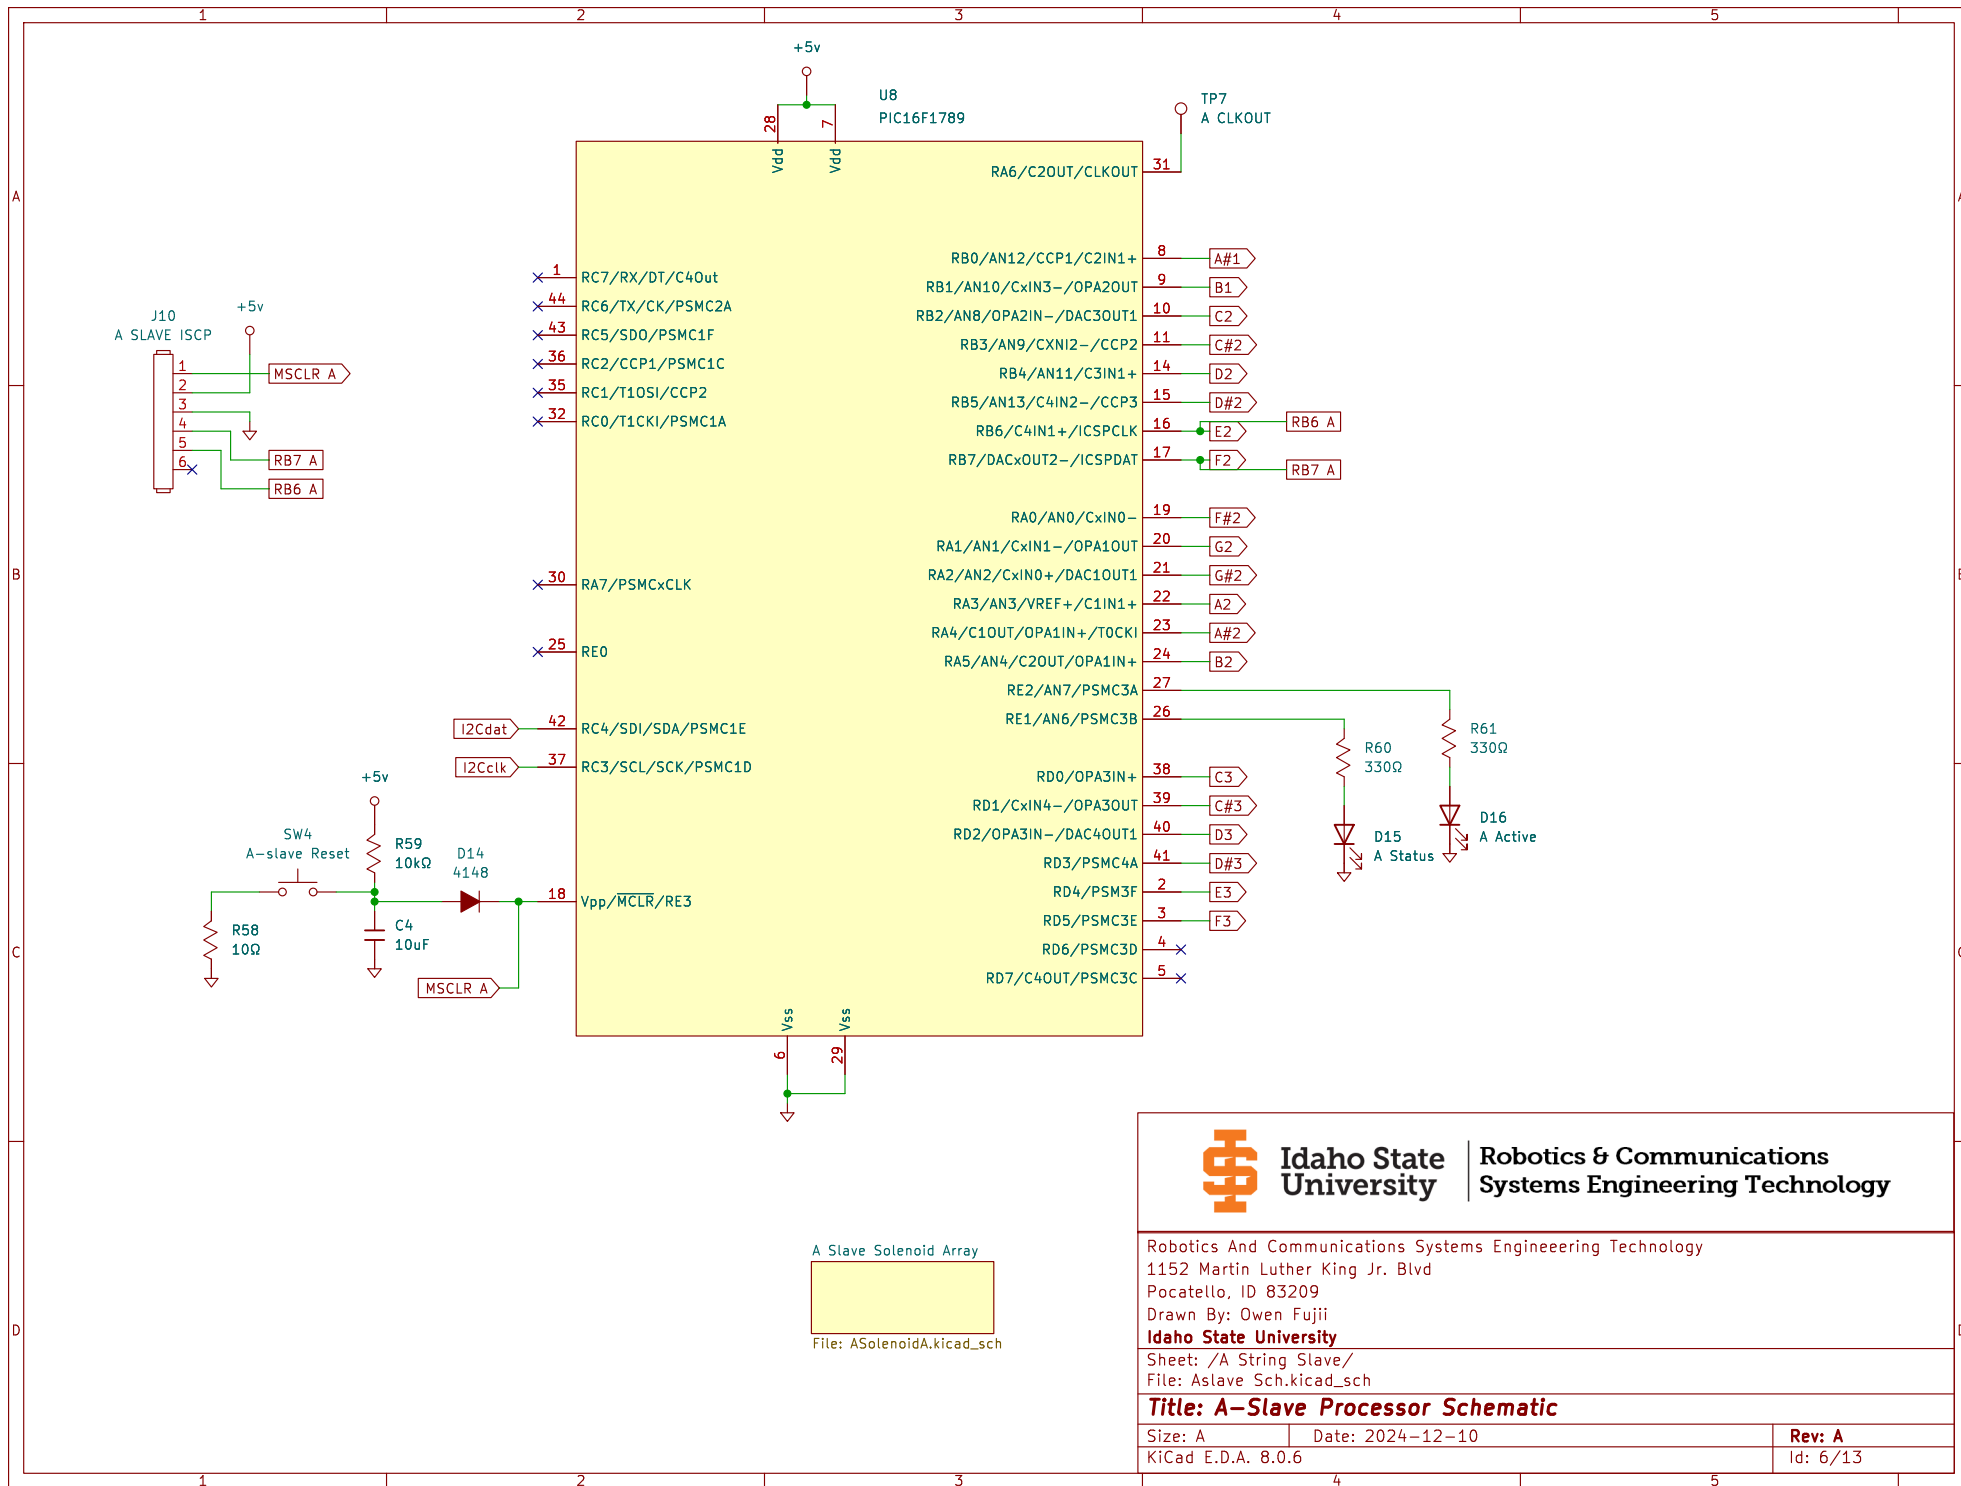 1 2 3 4 5
A
B
C
D
+5v
28
7
Vdd
Vdd
U8
PIC16F1789
TP7
A CLKOUT
RA6/C2OUT/CLKOUT 31
RB0/AN12/CCP1/C2IN1+ 8 A#1
RB1/AN10/CxIN3-/OPA2OUT 9 B1
RB2/AN8/OPA2IN-/DAC3OUT1 10 C2
RB3/AN9/CXNI2-/CCP2 11 C#2
RB4/AN11/C3IN1+ 14 D2
RB5/AN13/C4IN2-/CCP3 15 D#2
RB6/C4IN1+/ICSPCLK 16 E2 RB6 A
RB7/DACxOUT2-/ICSPDAT 17 F2 RB7 A
RA0/AN0/CxIN0- 19 F#2
RA1/AN1/CxIN1-/OPA1OUT 20 G2
RA2/AN2/CxIN0+/DAC1OUT1 21 G#2
RA3/AN3/VREF+/C1IN1+ 22 A2
RA4/C1OUT/OPA1IN+/T0CKI 23 A#2
RA5/AN4/C2OUT/OPA1IN+ 24 B2
RE2/AN7/PSMC3A 27
RE1/AN6/PSMC3B 26
RD0/OPA3IN+ 38 C3
RD1/CxIN4-/OPA3OUT 39 C#3
RD2/OPA3IN-/DAC4OUT1 40 D3
RD3/PSMC4A 41 D#3
RD4/PSM3F 2 E3
RD5/PSMC3E 3 F3
RD6/PSMC3D 4
RD7/C4OUT/PSMC3C 5
1 RC7/RX/DT/C4Out
44 RC6/TX/CK/PSMC2A
43 RC5/SDO/PSMC1F
36 RC2/CCP1/PSMC1C
35 RC1/T1OSI/CCP2
32 RC0/T1CKI/PSMC1A
30 RA7/PSMCxCLK
25 RE0
I2Cdat 42 RC4/SDI/SDA/PSMC1E
I2Cclk 37 RC3/SCL/SCK/PSMC1D
18 Vpp/MCLR/RE3
Vss
Vss
6
29
J10
A SLAVE ISCP
+5v
1 MSCLR A
2
3
4
5
6
RB7 A
RB6 A
+5v
SW4
A-slave Reset
R59
10kΩ
D14
4148
R58
10Ω
C4
10uF
MSCLR A
R61
330Ω
R60
330Ω
D16
A Active
D15
A Status
A Slave Solenoid Array
File: ASolenoidA.kicad_sch
Idaho State
University
Robotics & Communications
Systems Engineering Technology
Robotics And Communications Systems Engineeering Technology
1152 Martin Luther King Jr. Blvd
Pocatello, ID 83209
Drawn By: Owen Fujii
Idaho State University
Sheet: /A String Slave/
File: Aslave Sch.kicad_sch
Title: A-Slave Processor Schematic
Size: A Date: 2024-12-10 Rev: A
KiCad E.D.A. 8.0.6 Id: 6/13
1 2 3 4 5